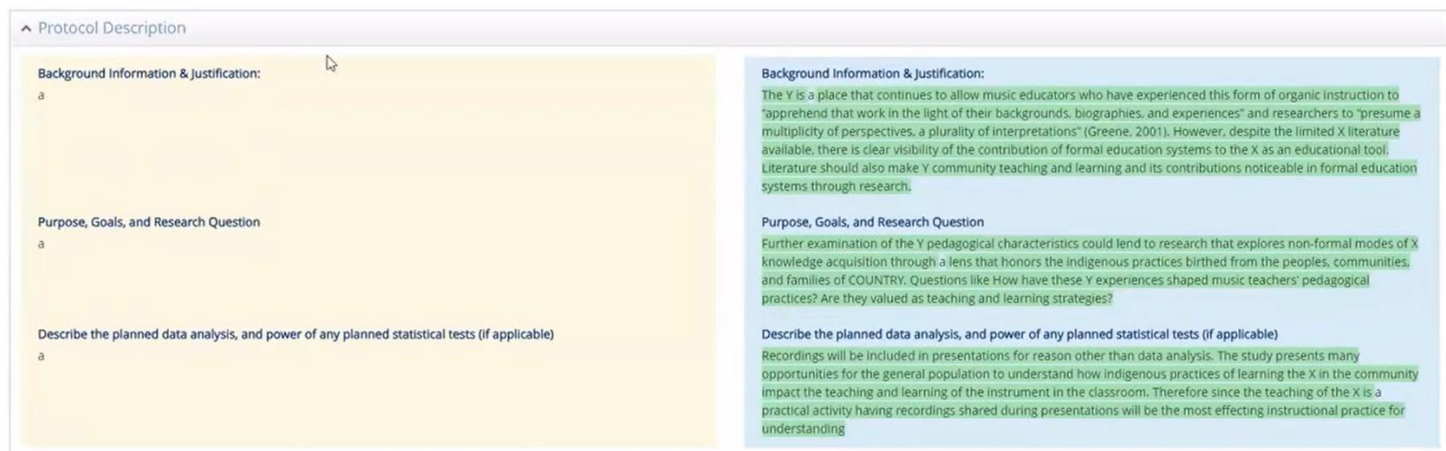 Protocol Description
Background Information & Justification:
a
Purpose, Goals, and Research Question
a
Describe the planned data analysis, and power of any planned statistical tests (if applicable)
a
Background Information & Justification:
The Y is a place that continues to allow music educators who have experienced this form of organic instruction to
"apprehend that work in the light of their backgrounds, biographies, and experiences" and researchers to "presume a
multiplicity of perspectives, a plurality of interpretations" (Greene, 2001). However, despite the limited X literature
available, there is clear visibility of the contribution of formal education systems to the X as an educational tool.
Literature should also make Y community teaching and learning and its contributions noticeable in formal education
systems through research.
Purpose, Goals, and Research Question
Further examination of the Y pedagogical characteristics could lend to research that explores non-formal modes of X
knowledge acquisition through a lens that honors the indigenous practices birthed from the peoples, communities,
and families of COUNTRY. Questions like How have these Y experiences shaped music teachers' pedagogical
practices? Are they valued as teaching and learning strategies?
Describe the planned data analysis, and power of any planned statistical tests (if applicable)
Recordings will be included in presentations for reason other than data analysis. The study presents many
opportunities for the general population to understand how indigenous practices of learning the X in the community
impact the teaching and learning of the instrument in the classroom. Therefore since the teaching of the X is a
practical activity having recordings shared during presentations will be the most effecting instructional practice for
understanding